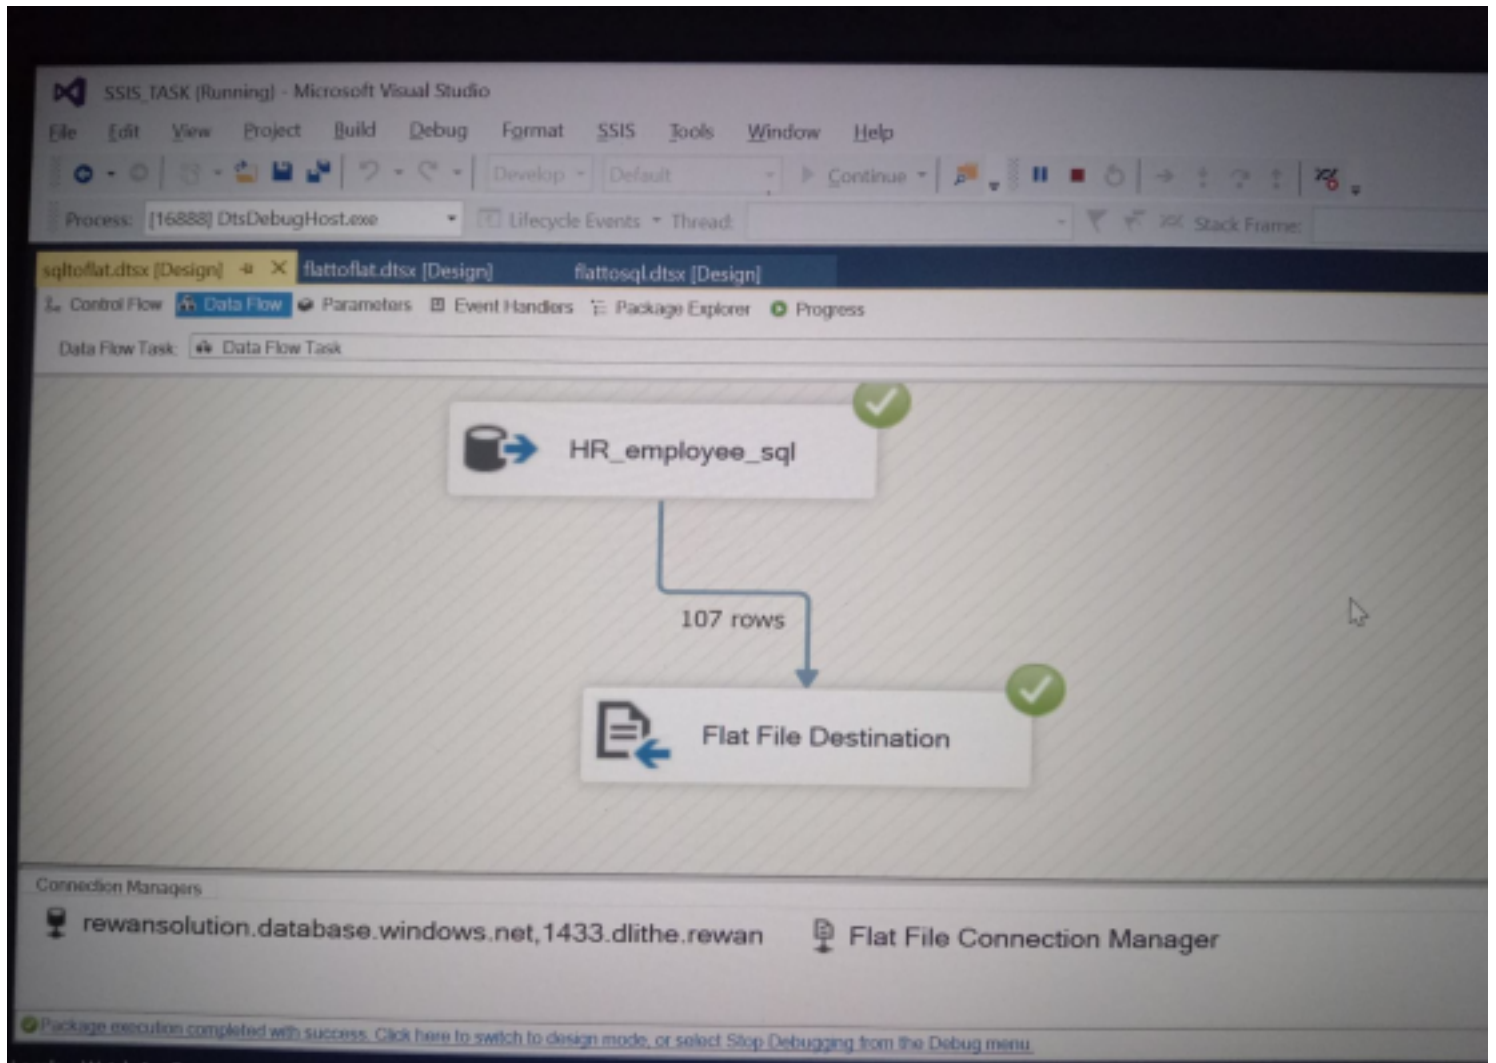 SSIS_TASK (Running) - Microsoft Visual Studio
File Edit View Project Build Debug Format SSIS Tools Window Help
Develop Default Continue
Process: [16888] DtsDebugHost.exe Lifecycle Events Thread: Stack Frame:
sqltoflat.dtsx [Design] flattoflat.dtsx [Design] flattosql.dtsx [Design]
Control Flow Data Flow Parameters Event Handlers Package Explorer Progress
Data Flow Task: Data Flow Task
HR_employee_sql
107 rows
Flat File Destination
Connection Managers
rewansolution.database.windows.net,1433.dlithe.rewan Flat File Connection Manager
Package execution completed with success. Click here to switch to design mode, or select Stop Debugging from the Debug menu.